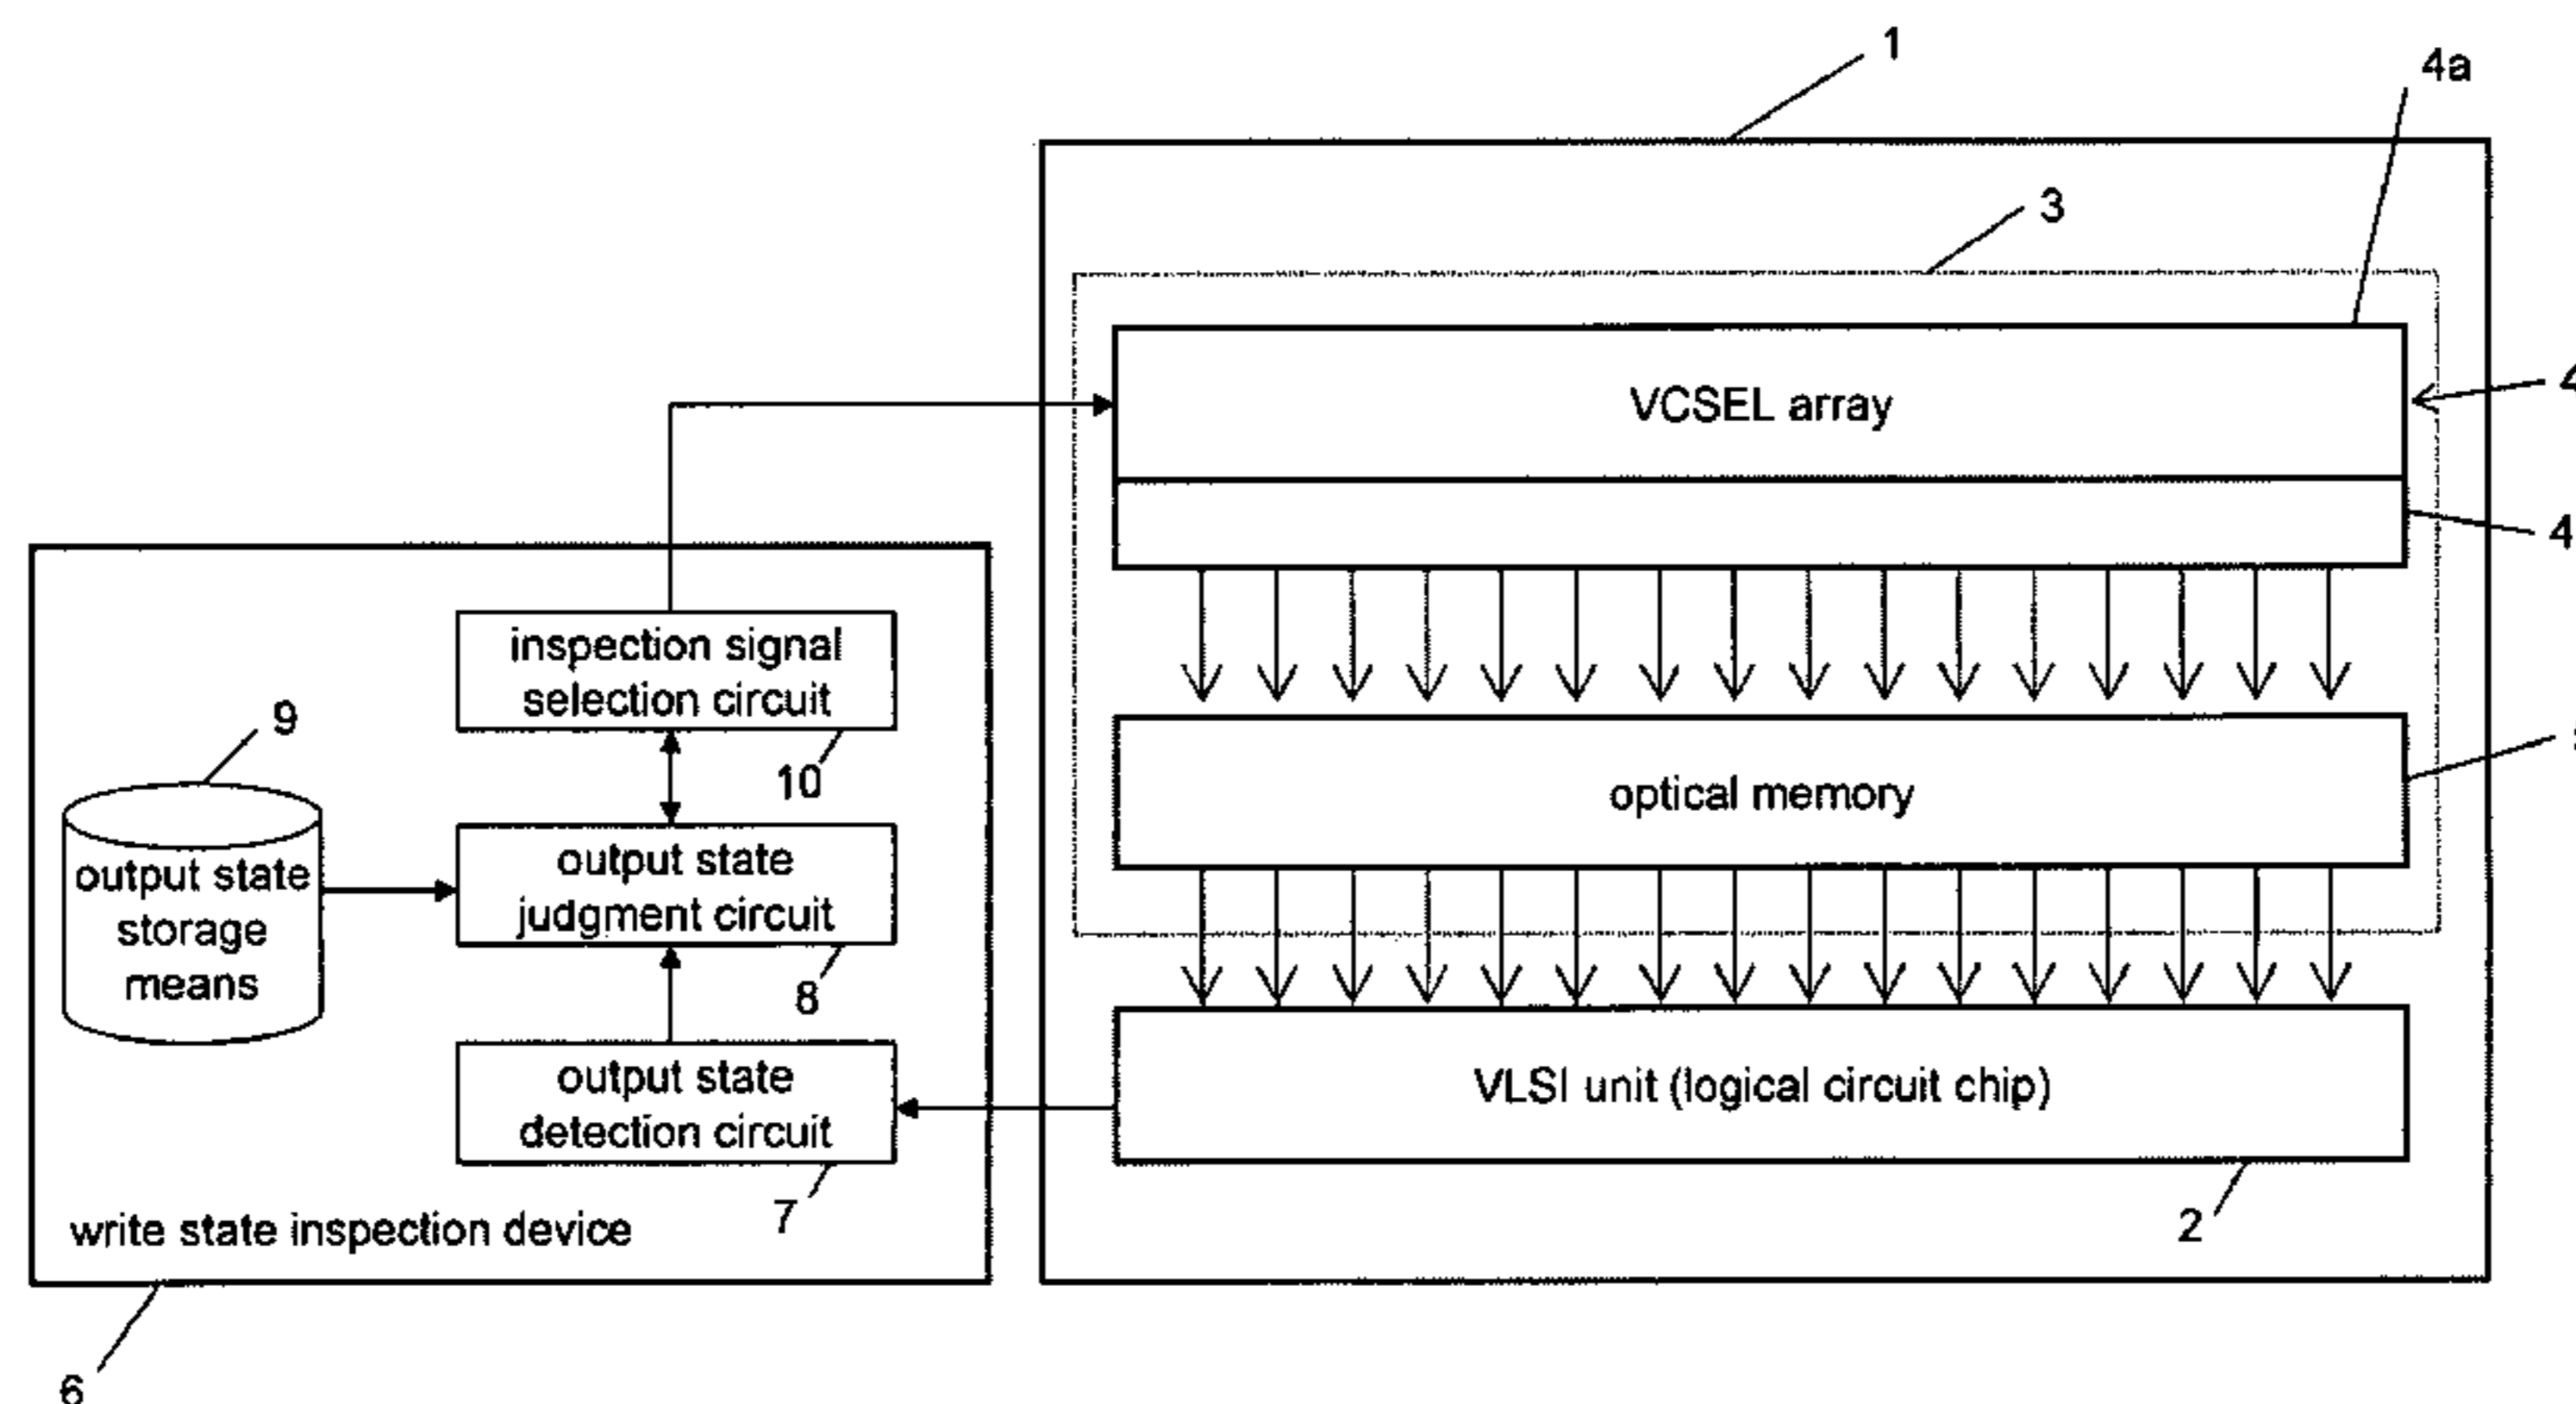 1
4a
3
VCSEL array
4
4
inspection signal
selection circuit
10
9
optical memory
output state
storage
means
output state
judgment circuit
8
VLSI unit (logical circuit chip)
output state
detection circuit
7
2
write state inspection device
6